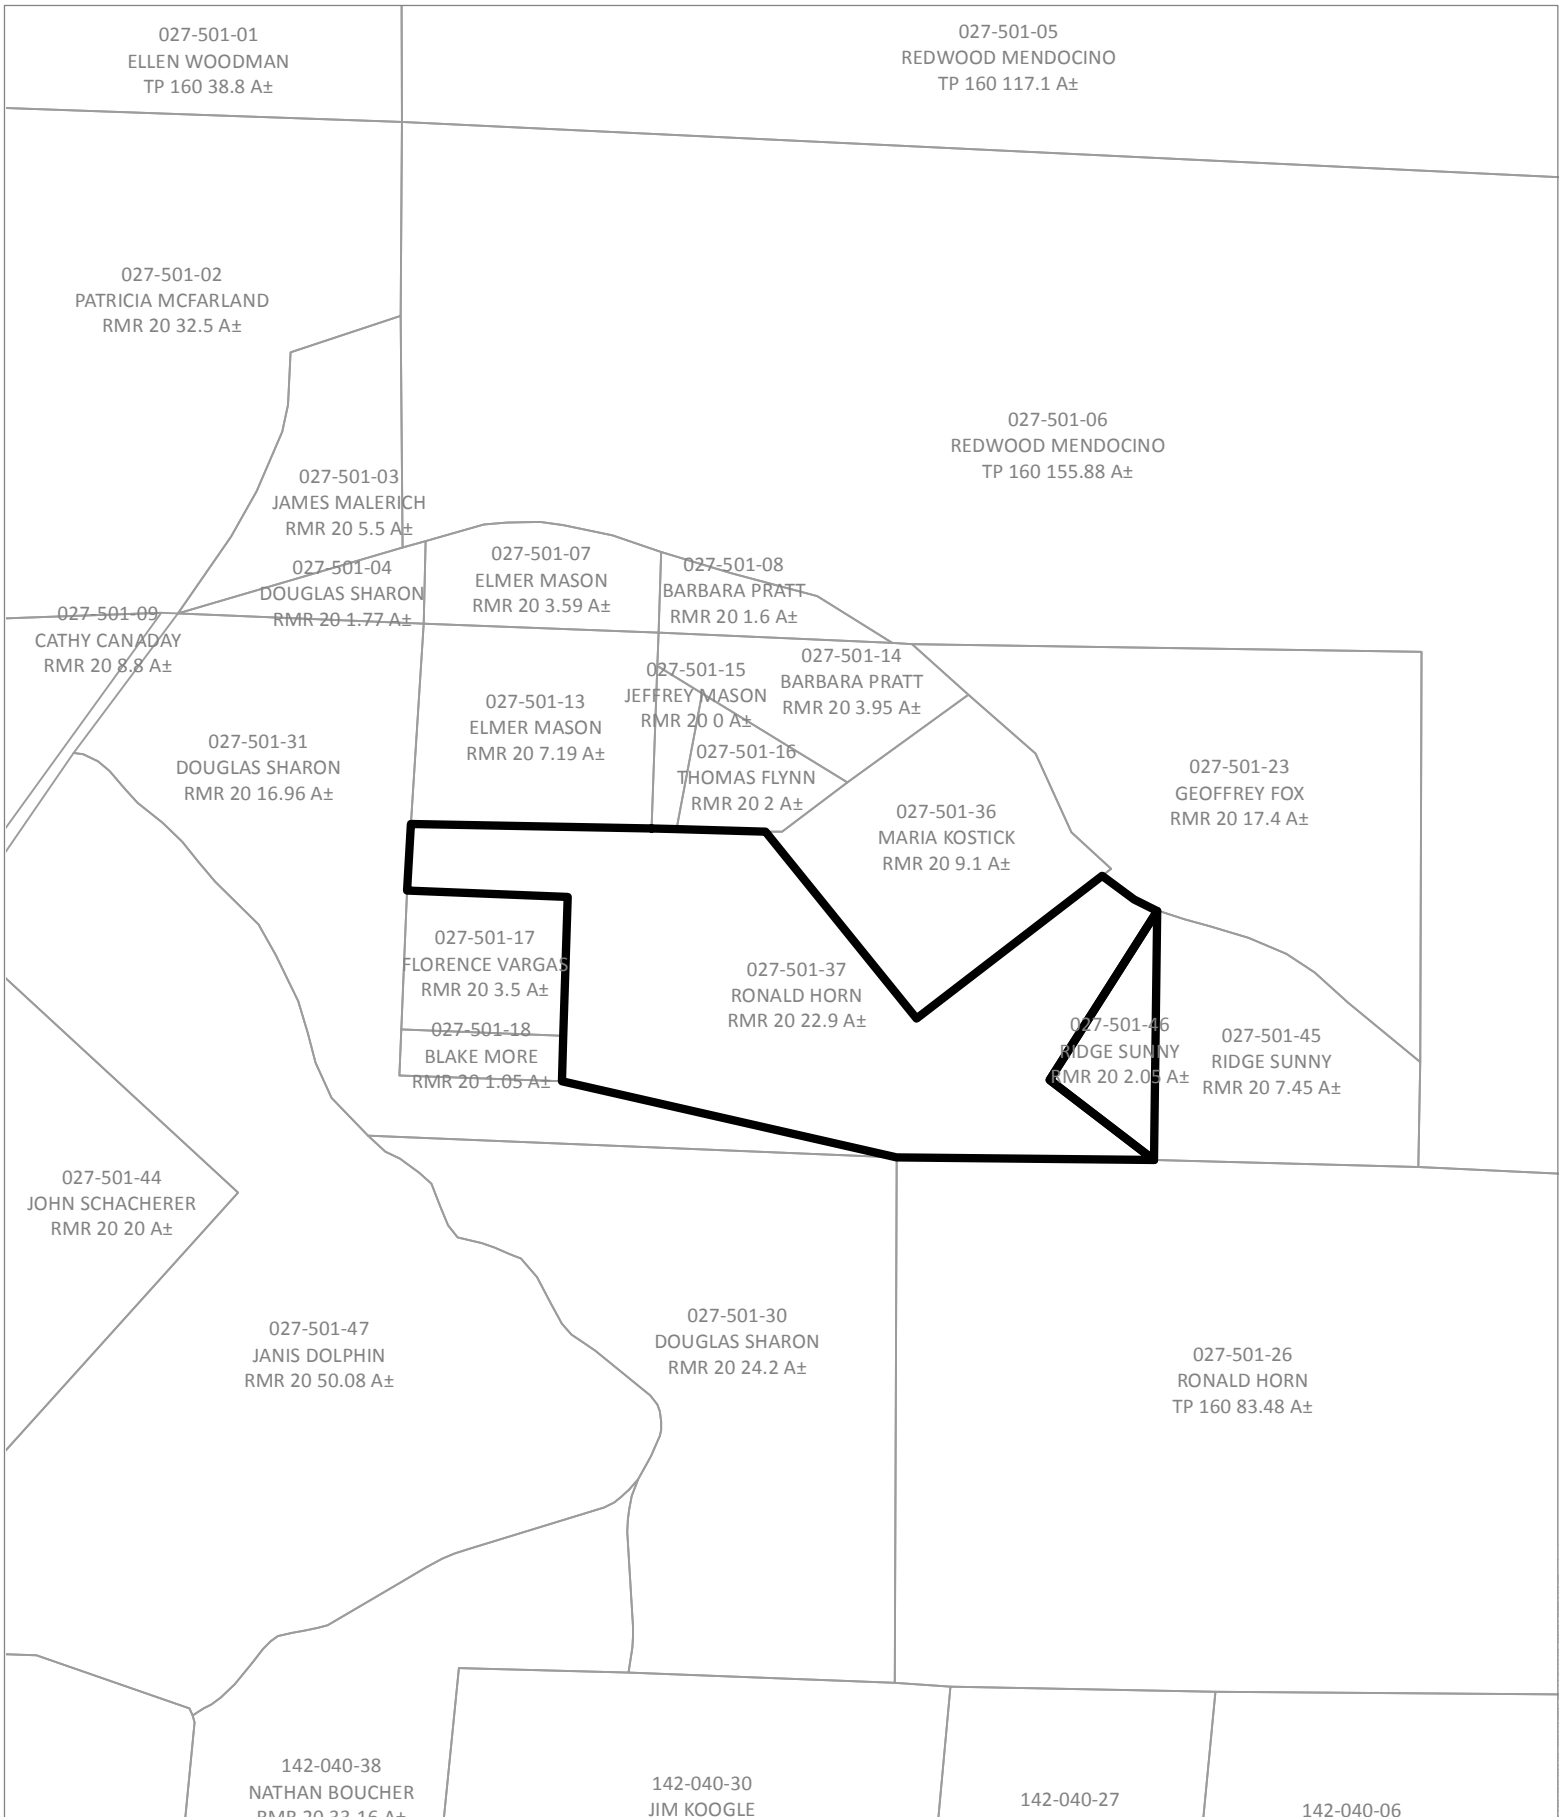 027-501-01
ELLEN WOODMAN
TP 160 38.8 A±
027-501-05
REDWOOD MENDOCINO
TP 160 117.1 A±
027-501-02
PATRICIA MCFARLAND
RMR 20 32.5 A±
027-501-06
REDWOOD MENDOCINO
TP 160 155.88 A±
027-501-03
JAMES MALERICH
RMR 20 5.5 A±
027-501-04
DOUGLAS SHARON
RMR 20 1.77 A±
027-501-07
ELMER MASON
RMR 20 3.59 A±
027-501-08
BARBARA PRATT
RMR 20 1.6 A±
027-501-09
CATHY CANADAY
RMR 20 8.8 A±
027-501-15
JEFFREY MASON
RMR 20 0 A±
027-501-14
BARBARA PRATT
RMR 20 3.95 A±
027-501-13
ELMER MASON
RMR 20 7.19 A±
027-501-31
DOUGLAS SHARON
RMR 20 16.96 A±
027-501-16
THOMAS FLYNN
RMR 20 2 A±
027-501-23
GEOFFREY FOX
RMR 20 17.4 A±
027-501-36
MARIA KOSTICK
RMR 20 9.1 A±
027-501-17
FLORENCE VARGAS
RMR 20 3.5 A±
027-501-37
RONALD HORN
RMR 20 22.9 A±
027-501-18
BLAKE MORE
RMR 20 1.05 A±
027-501-46
RIDGE SUNNY
RMR 20 2.05 A±
027-501-45
RIDGE SUNNY
RMR 20 7.45 A±
027-501-44
JOHN SCHACHERER
RMR 20 20 A±
027-501-47
JANIS DOLPHIN
RMR 20 50.08 A±
027-501-30
DOUGLAS SHARON
RMR 20 24.2 A±
027-501-26
RONALD HORN
TP 160 83.48 A±
142-040-38
NATHAN BOUCHER
RMR 20 33.16 A±
142-040-30
JIM KOOGLE
142-040-27
142-040-06